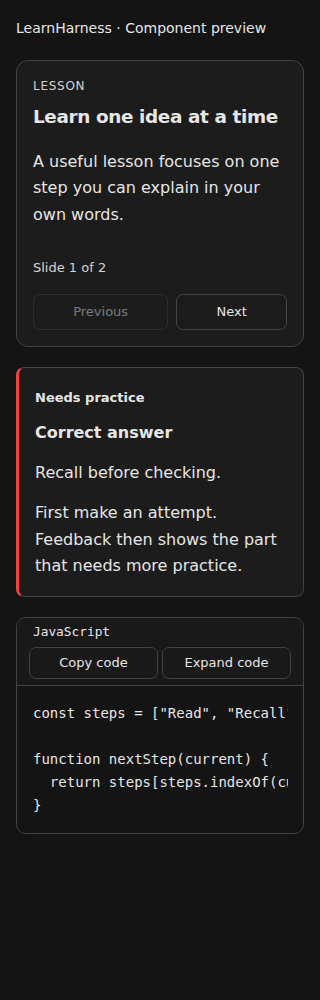 LearnHarness · Component preview
LESSON
Learn one idea at a time
A useful lesson focuses on one
step you can explain in your
own words.
Slide 1 of 2
Previous
Next
Needs practice
Correct answer
Recall before checking.
First make an attempt.
Feedback then shows the part
that needs more practice.
JavaScript
Copy code
Expand code
const steps = ["Read", "Recall"
function nextStep(current) {
  return steps[steps.indexOf(cu
}